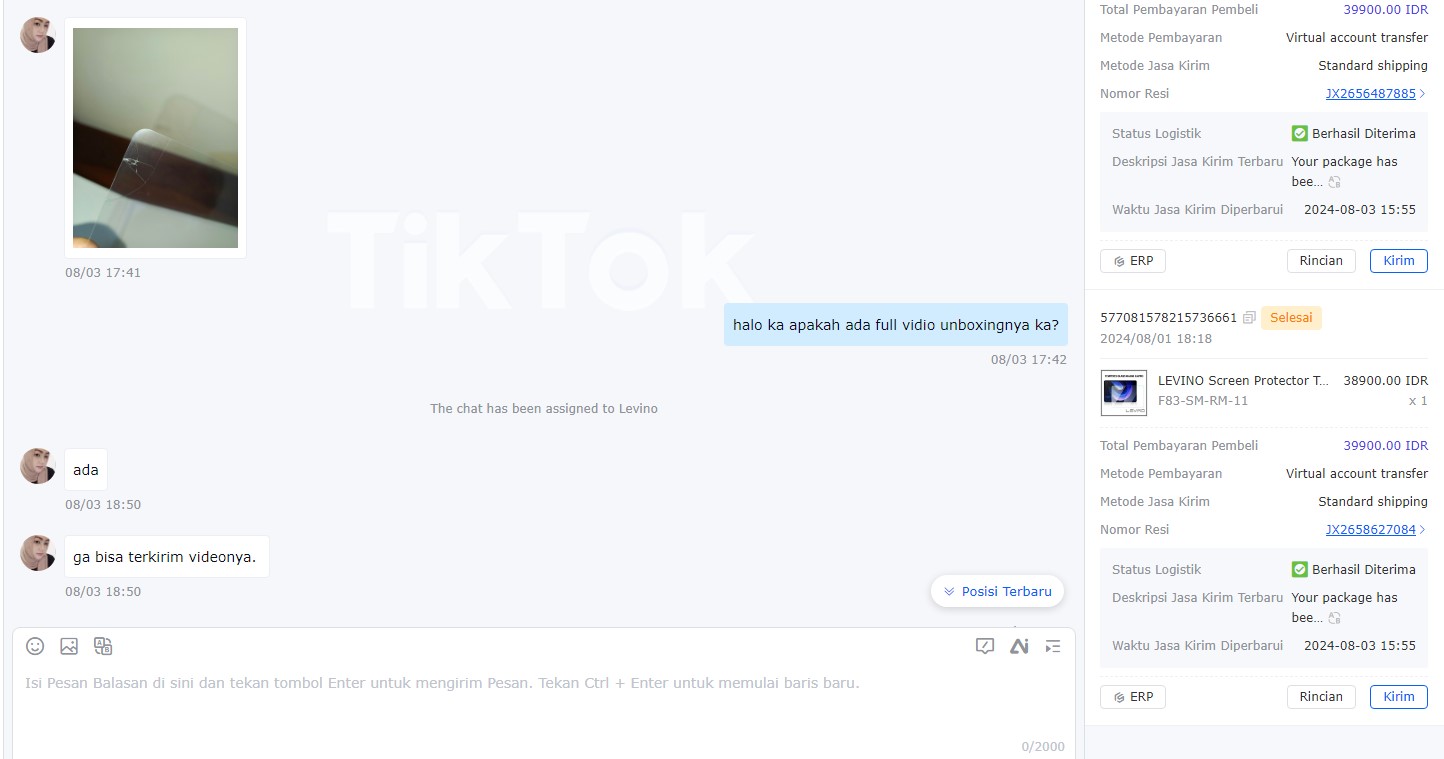 08/03 17:41
TikTok
halo ka apakah ada full vidio unboxingnya ka?
08/03 17:42
The chat has been assigned to Levino
ada
08/03 18:50
ga bisa terkirim videonya.
08/03 18:50
Posisi Terbaru
Isi Pesan Balasan di sini dan tekan tombol Enter untuk mengirim Pesan. Tekan Ctrl + Enter untuk memulai baris baru.
0/2000
Total Pembayaran Pembeli 39900.00 IDR
Metode Pembayaran Virtual account transfer
Metode Jasa Kirim Standard shipping
Nomor Resi JX2656487885
Status Logistik Berhasil Diterima
Deskripsi Jasa Kirim Terbaru Your package has
bee...
Waktu Jasa Kirim Diperbarui 2024-08-03 15:55
ERP Rincian Kirim
577081578215736661 Selesai
2024/08/01 18:18
LEVINO Screen Protector T... 38900.00 IDR
F83-SM-RM-11 x 1
Total Pembayaran Pembeli 39900.00 IDR
Metode Pembayaran Virtual account transfer
Metode Jasa Kirim Standard shipping
Nomor Resi JX2658627084
Status Logistik Berhasil Diterima
Deskripsi Jasa Kirim Terbaru Your package has
bee...
Waktu Jasa Kirim Diperbarui 2024-08-03 15:55
ERP Rincian Kirim